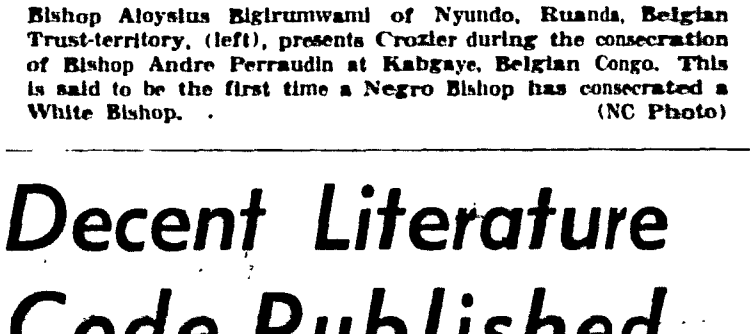 Bishop Aloysius Bigirumwami of Nyundo, Ruanda, Belgian
Trust-territory, (left), presents Crozier during the consecration
of Bishop Andre Perraudin at Kabgaye, Belgian Congo. This
is said to be the first time a Negro Bishop has consecrated a
White Bishop. (NC Photo)
Decent Literature
Code Published